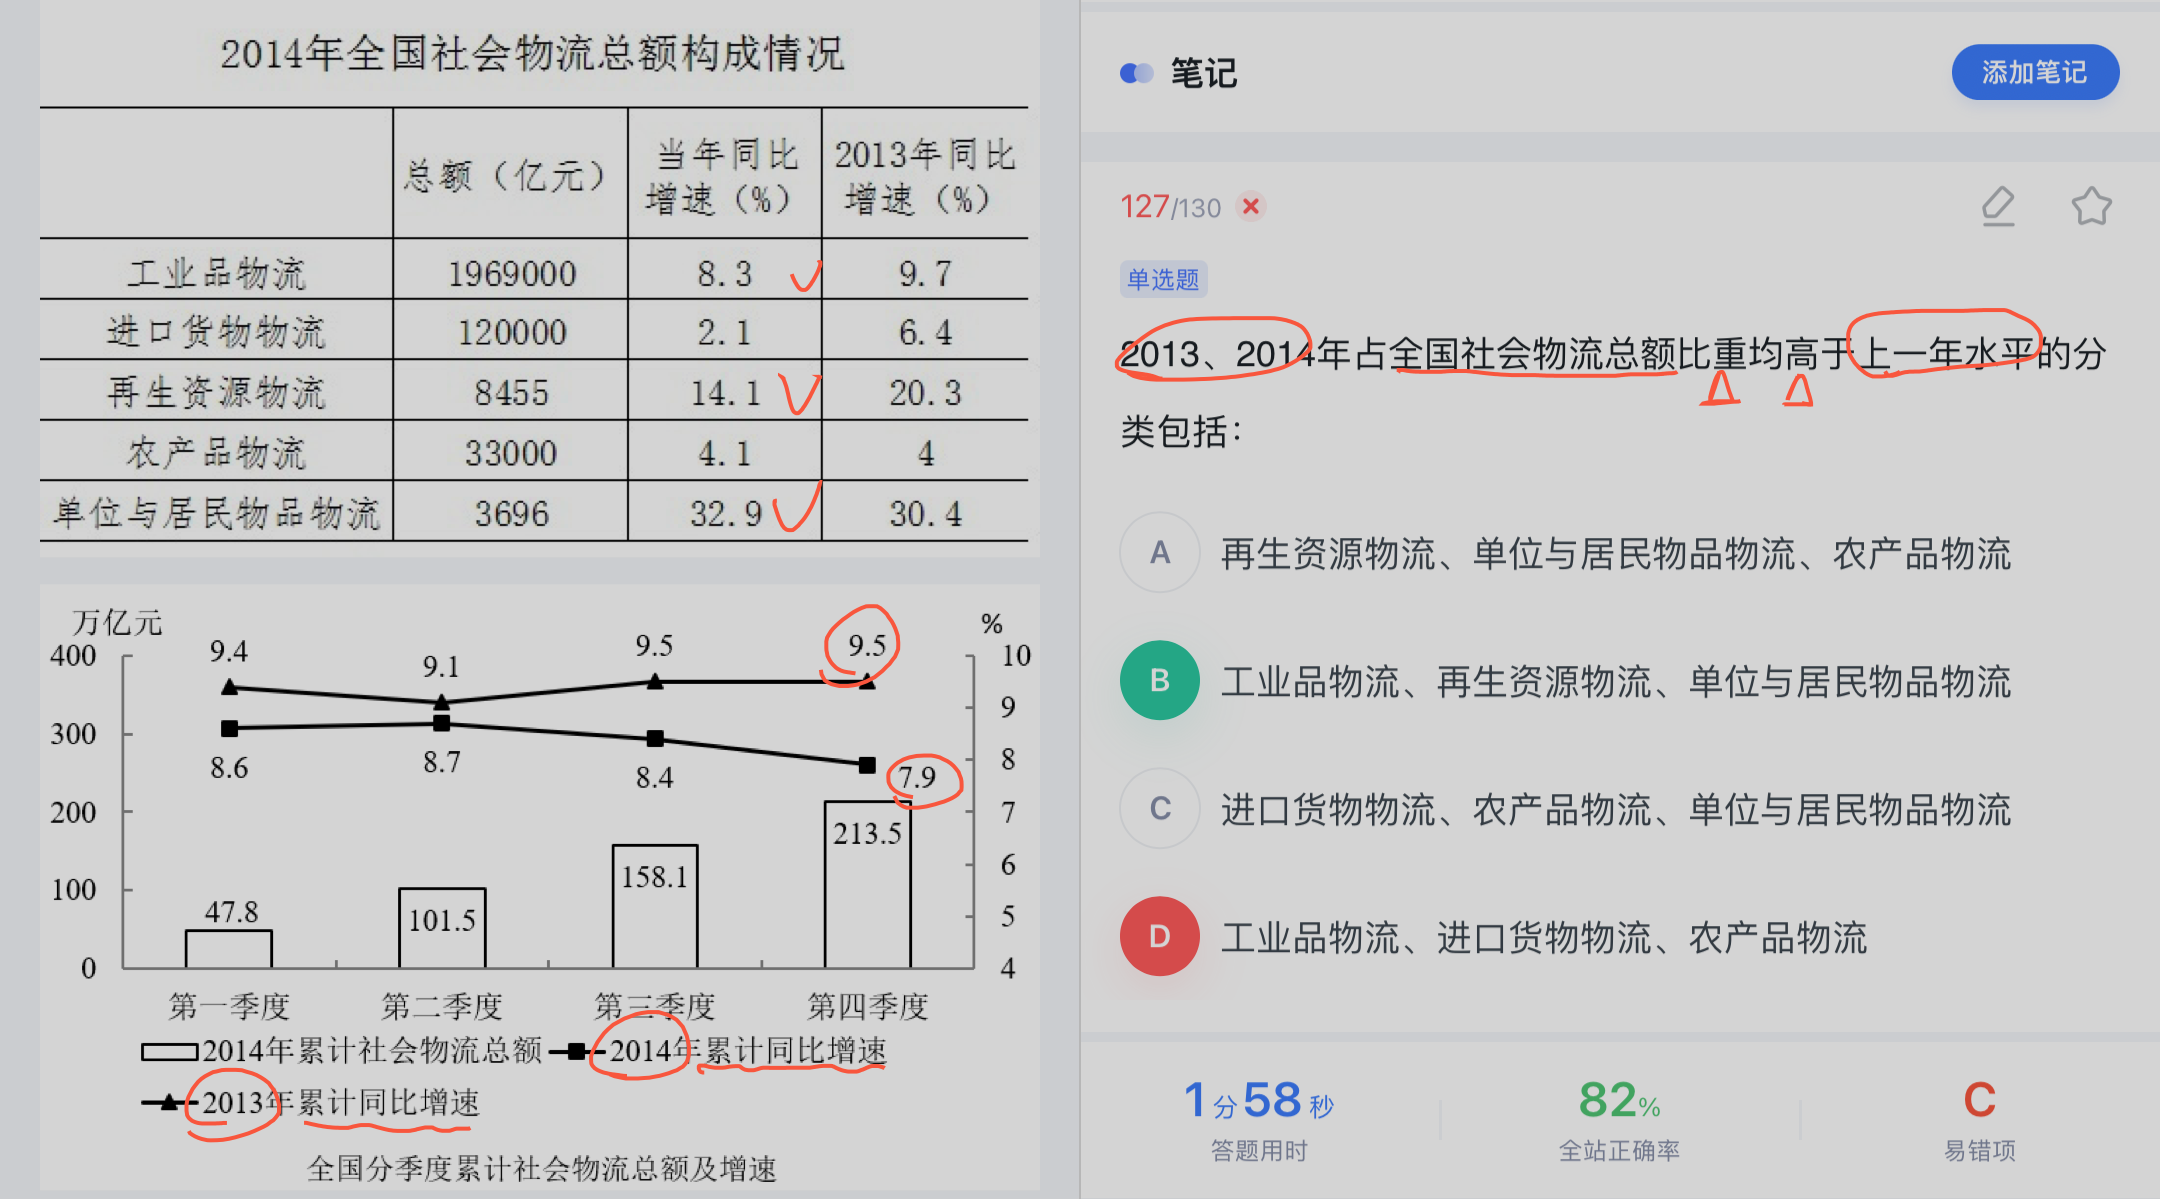 2014年全国社会物流总额构成情况
总额（亿元） 当年同比增速（%） 2013年同比增速（%）
工业品物流 1969000 8.3 9.7
进口货物物流 120000 2.1 6.4
再生资源物流 8455 14.1 20.3
农产品物流 33000 4.1 4
单位与居民物品物流 3696 32.9 30.4
万亿元
%
400
300
200
100
0
9.4
9.1
9.5
9.5
8.6
8.7
8.4
7.9
47.8
101.5
158.1
213.5
10
9
8
7
6
5
4
第一季度 第二季度 第三季度 第四季度
2014年累计社会物流总额 2014年累计同比增速
2013年累计同比增速
全国分季度累计社会物流总额及增速
笔记
添加笔记
127/130
单选题
2013、2014年占全国社会物流总额比重均高于上一年水平的分
类包括：
A 再生资源物流、单位与居民物品物流、农产品物流
B 工业品物流、再生资源物流、单位与居民物品物流
C 进口货物物流、农产品物流、单位与居民物品物流
D 工业品物流、进口货物物流、农产品物流
1分58秒 82% C
答题用时 全站正确率 易错项